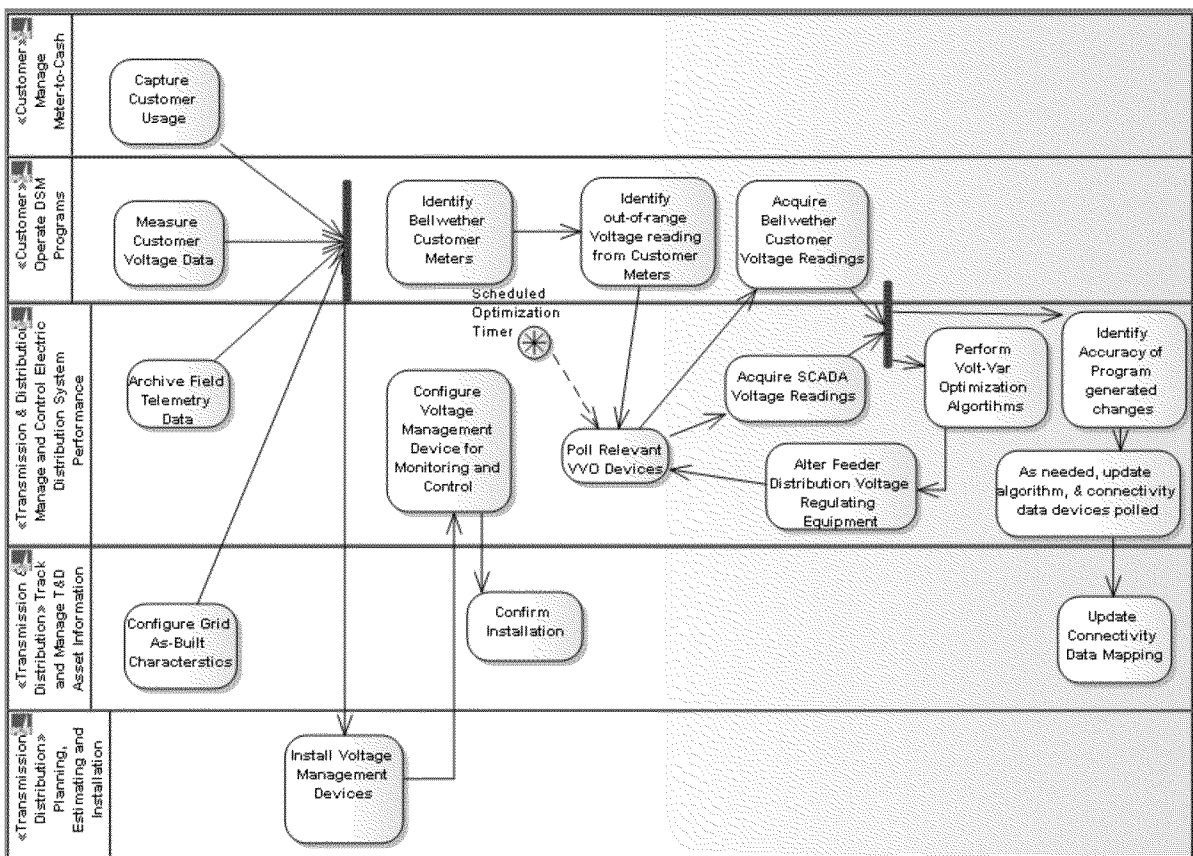 «Customer»
Manage
Meter-to-Cash
Capture
Customer
Usage
«Customer»
Operate DSM
Programs
Measure
Customer
Voltage Data
Identify
Bellwether
Customer
Meters
Identify
out-of-range
Voltage reading
from Customer
Meters
Acquire
Bellwether
Customer
Voltage Readings
«Transmission & Distribution»
Manage and Control Electric
Distribution System
Performance
Archive Field
Telemetry
Data
Configure
Voltage
Management
Device for
Monitoring and
Control
Scheduled
Optimization
Timer
Poll Relevant
VVO Devices
Acquire SCADA
Voltage Readings
Alter Feeder
Distribution Voltage
Regulating
Equipment
Perform
Volt-Var
Optimization
Algortihms
Identify
Accuracy of
Program
generated
changes
As needed, update
algorithm, & connectivity
data devices polled
«Transmission &
Distribution» Track
and Manage T&D
Asset Information
Configure Grid
As-Built
Characterstics
Confirm
Installation
Update
Connectivity
Data Mapping
«Transmission
Distribution»
Planning,
Estimating and
Installation
Install Voltage
Management
Devices